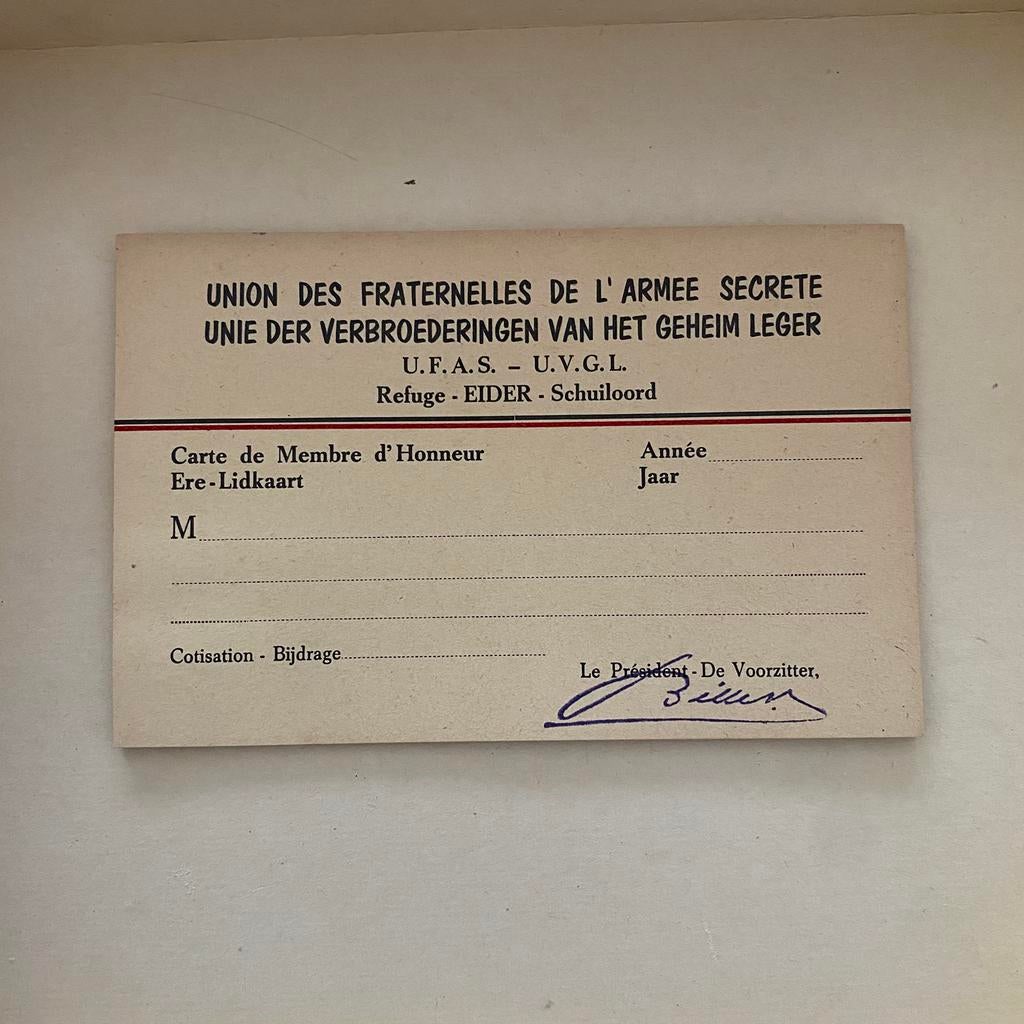 UNION DES FRATERNELLES DE L'ARMEE SECRETE
UNIE DER VERBROEDERINGEN VAN HET GEHEIM LEGER
U.F.A.S. – U.V.G.L.
Refuge - EIDER - Schuiloord
Carte de Membre d'Honneur
Ere-Lidkaart
Année
Jaar
M
Cotisation - Bijdrage
Le Président - De Voorzitter,